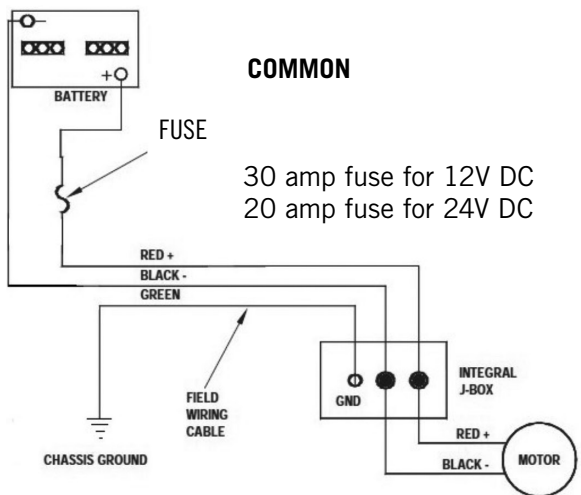 -
+
BATTERY
COMMON
FUSE
30 amp fuse for 12V DC
20 amp fuse for 24V DC
RED +
BLACK -
GREEN
FIELD
WIRING
CABLE
CHASSIS GROUND
GND
INTEGRAL
J-BOX
RED +
BLACK -
MOTOR